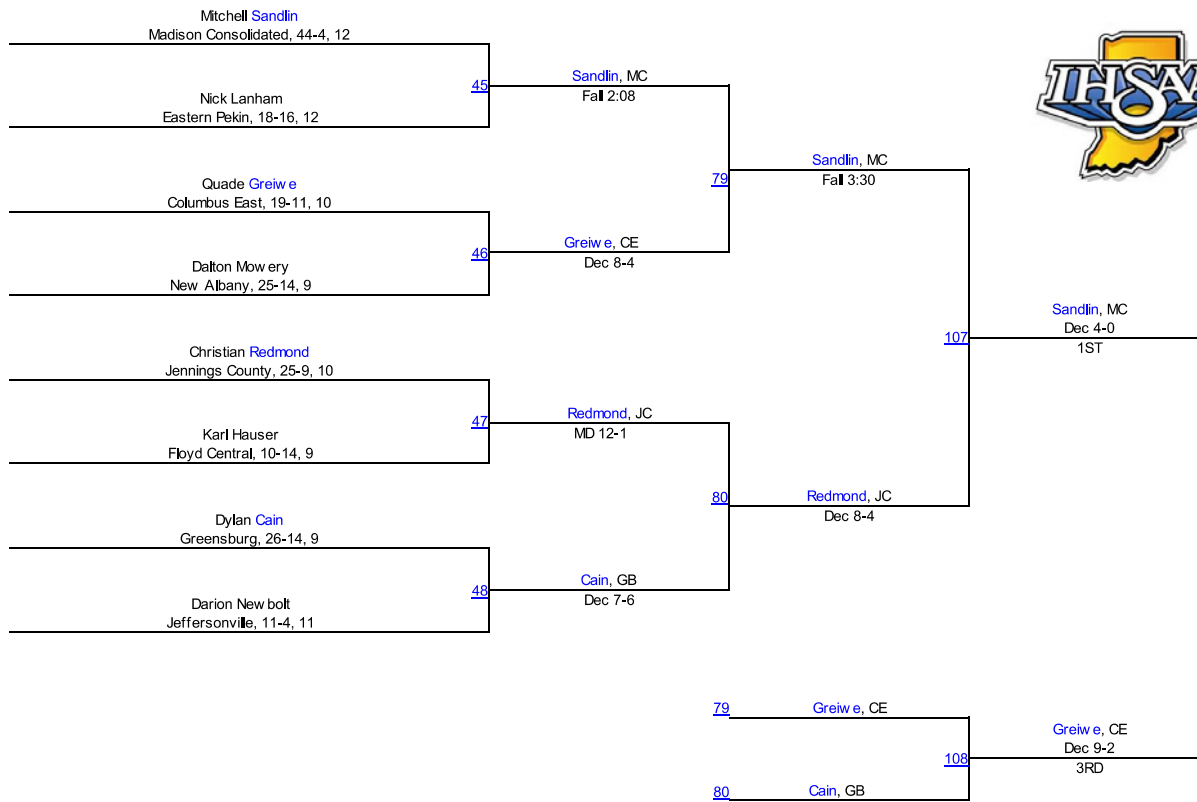 Mitchell Sandlin
Madison Consolidated, 44-4, 12
45
Nick Lanham
Eastern Pekin, 18-16, 12
Sandlin, MC
Fall 2:08
IHSAA
79
Sandlin, MC
Fall 3:30
Quade Greiwe
Columbus East, 19-11, 10
46
Dalton Mowery
New Albany, 25-14, 9
Greiwe, CE
Dec 8-4
107
Sandlin, MC
Dec 4-0
1ST
Christian Redmond
Jennings County, 25-9, 10
47
Karl Hauser
Floyd Central, 10-14, 9
Redmond, JC
MD 12-1
80
Redmond, JC
Dec 8-4
Dylan Cain
Greensburg, 26-14, 9
48
Darion Newbolt
Jeffersonville, 11-4, 11
Cain, GB
Dec 7-6
79
Greiwe, CE
108
Greiwe, CE
Dec 9-2
3RD
80
Cain, GB